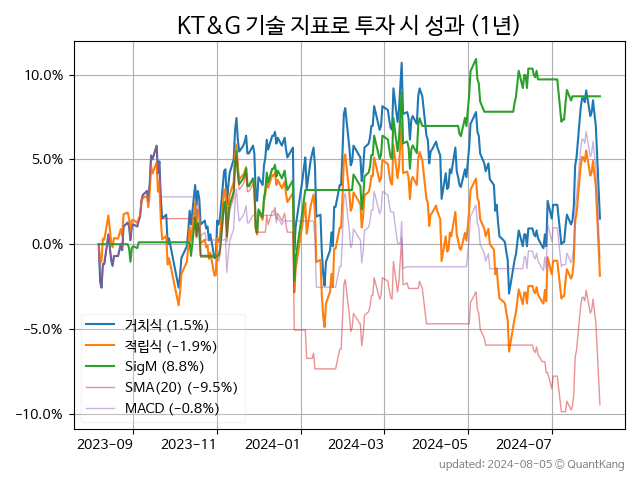 KT&G 기술 지표로 투자 시 성과 (1년)
10.0%
5.0%
0.0%
−5.0%
−10.0%
거치식 (1.5%)
적립식 (−1.9%)
SigM (8.8%)
SMA(20) (−9.5%)
MACD (−0.8%)
2023-09 2023-11 2024-01 2024-03 2024-05 2024-07
updated: 2024-08-05 © QuantKang